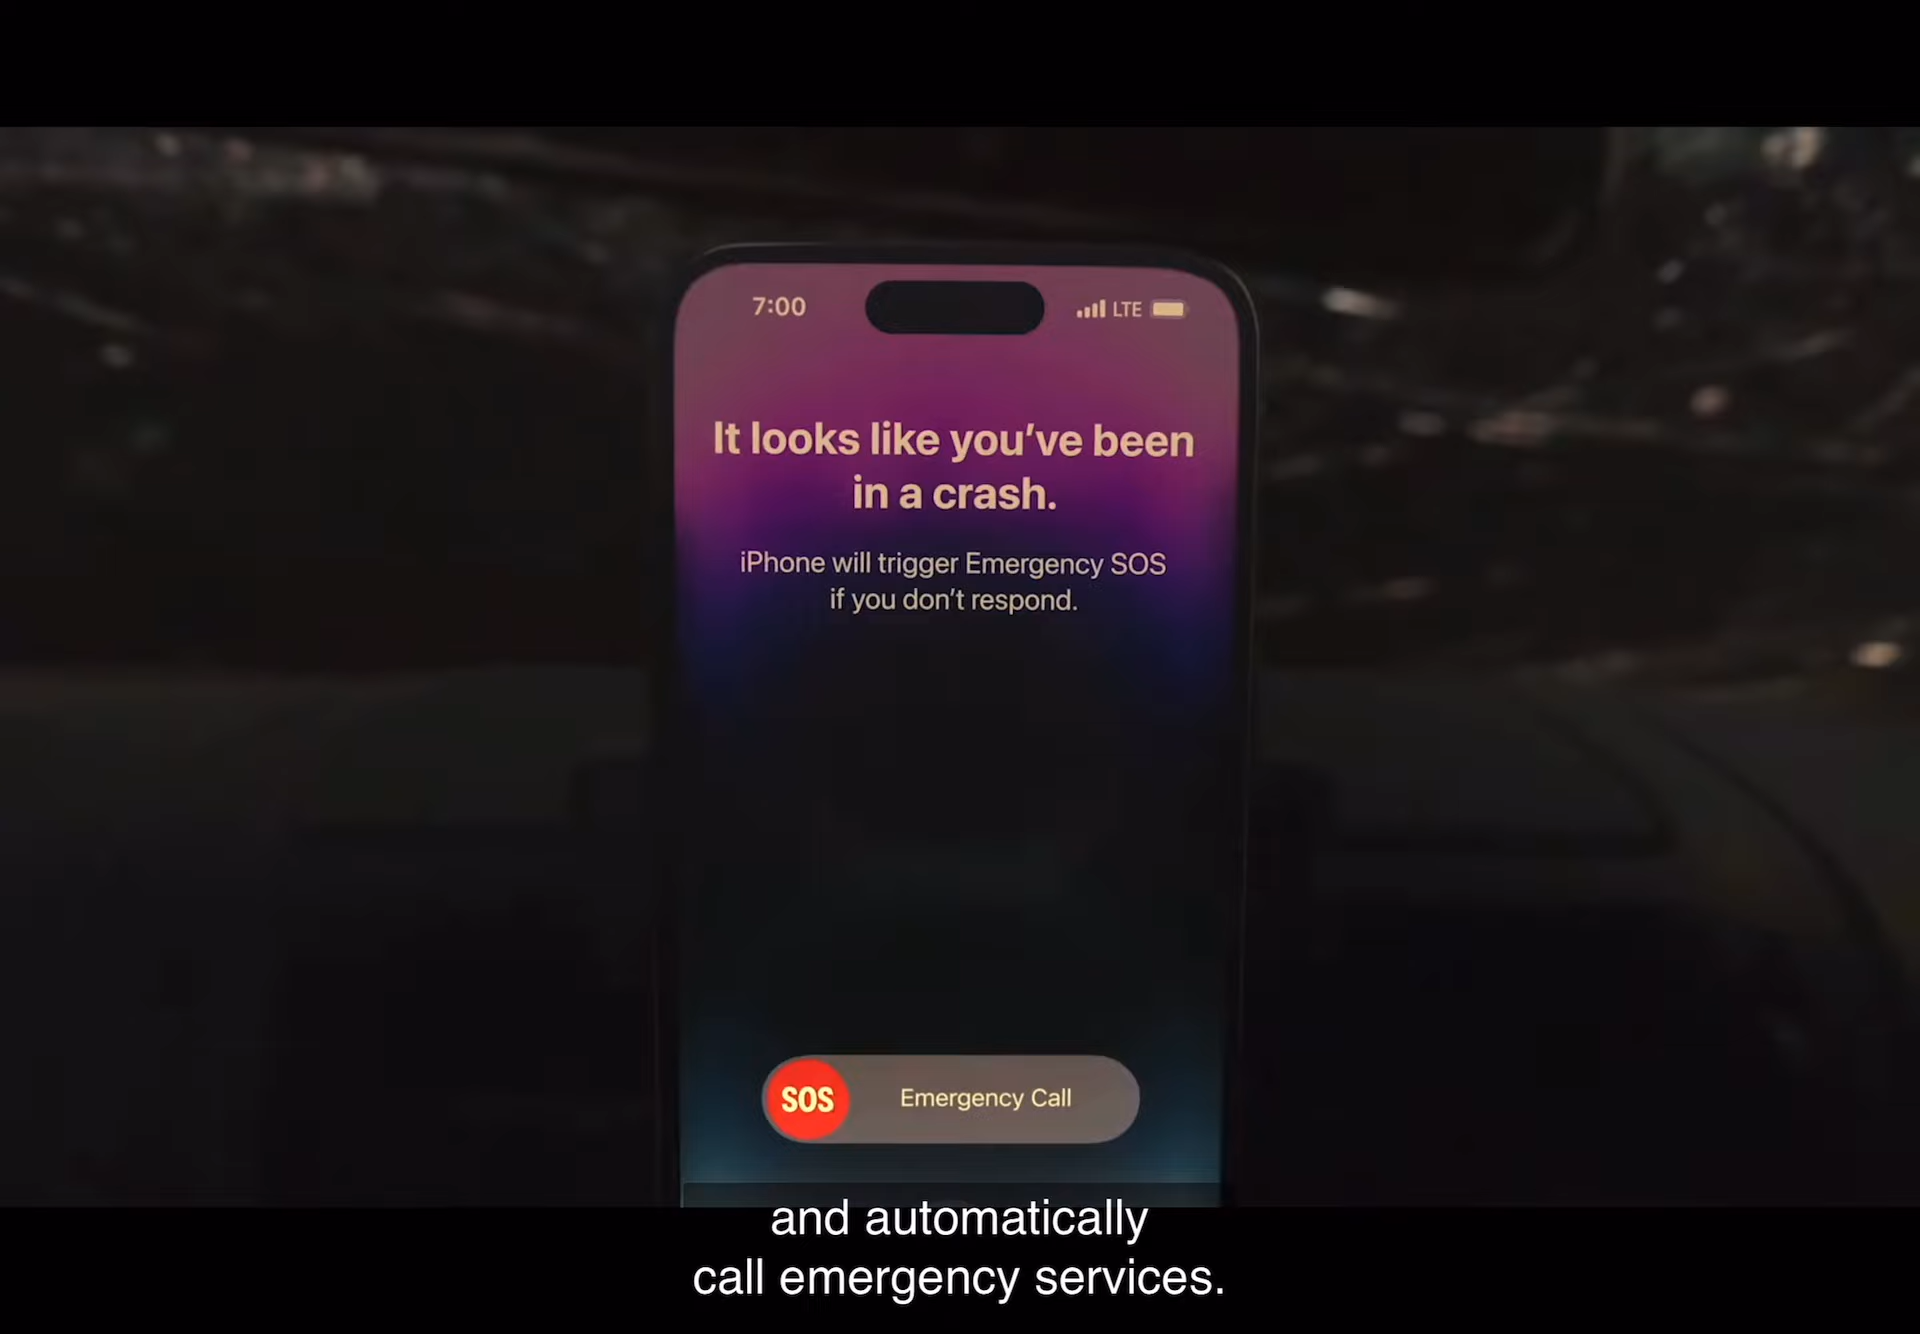 7:00
LTE
It looks like you’ve been
in a crash.
iPhone will trigger Emergency SOS
if you don’t respond.
SOS
Emergency Call
and automatically
call emergency services.